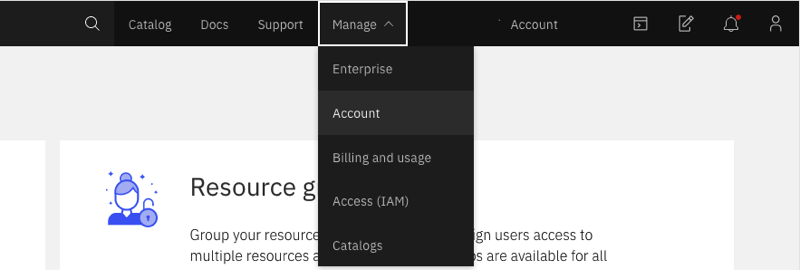 Catalog Docs Support Manage Account
Enterprise
Account
Billing and usage
Access (IAM)
Catalogs
Resource g
Group your resource ign users access to
multiple resources a ps are available for all